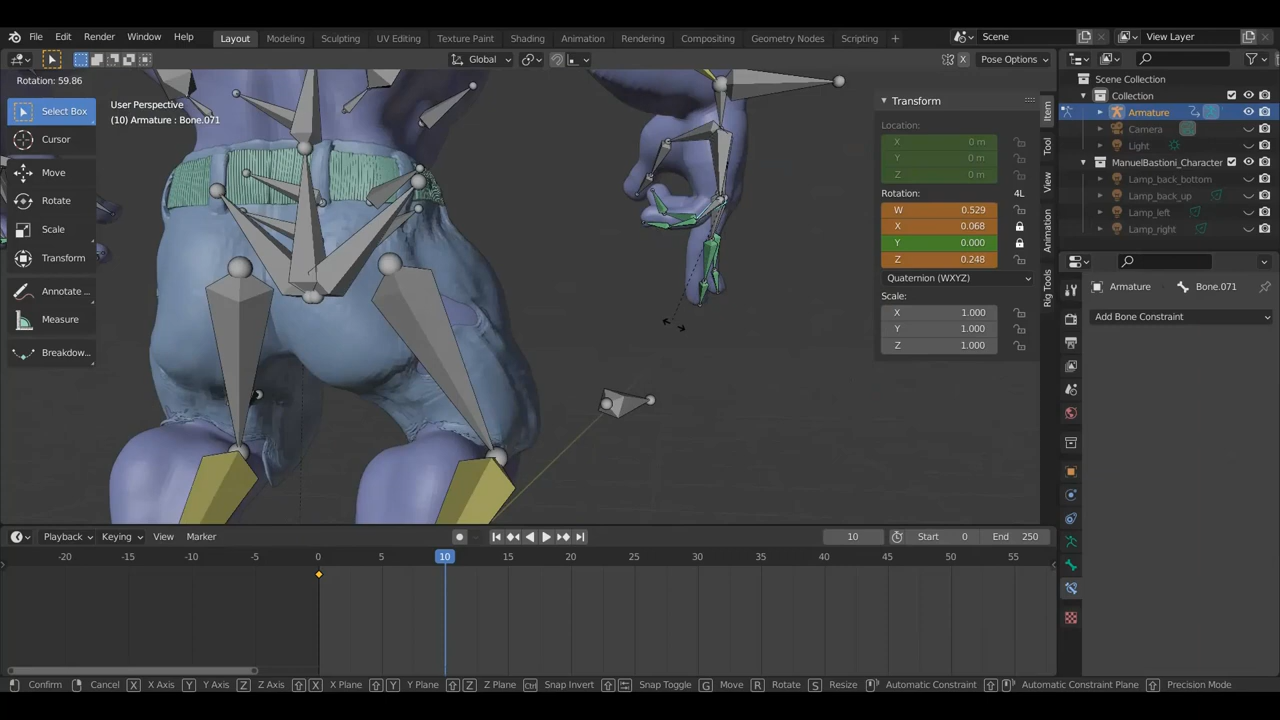 File Edit Render Window Help Layout Modeling Sculpting UV Editing Texture Paint Shading Animation Rendering Compositing Geometry Nodes Scripting + Scene View Layer
Global X Pose Options
Rotation: 59.86
User Perspective
(10) Armature : Bone.071
Select Box
Cursor
Move
Rotate
Scale
Transform
Annotate ...
Measure
Breakdow...
Transform
Location:
X 0 m
Y 0 m
Z 0 m
Rotation: 4L
W 0.529
X 0.068
Y 0.000
Z 0.248
Quaternion (WXYZ)
Scale:
X 1.000
Y 1.000
Z 1.000
Item
Tool
View
Animation
Rig Tools
Scene Collection
Collection
Armature
Camera
Light
ManuelBastioni_Character
Lamp_back_bottom
Lamp_back_up
Lamp_left
Lamp_right
Armature Bone.071
Add Bone Constraint
Playback Keying View Marker 10 Start 0 End 250
-20 -15 -10 -5 0 5 10 15 20 25 30 35 40 45 50 55
Confirm Cancel X X Axis Y Y Axis Z Z Axis X X Plane Y Y Plane Z Z Plane Ctrl Snap Invert Snap Toggle G Move R Rotate S Resize Automatic Constraint Automatic Constraint Plane Precision Mode